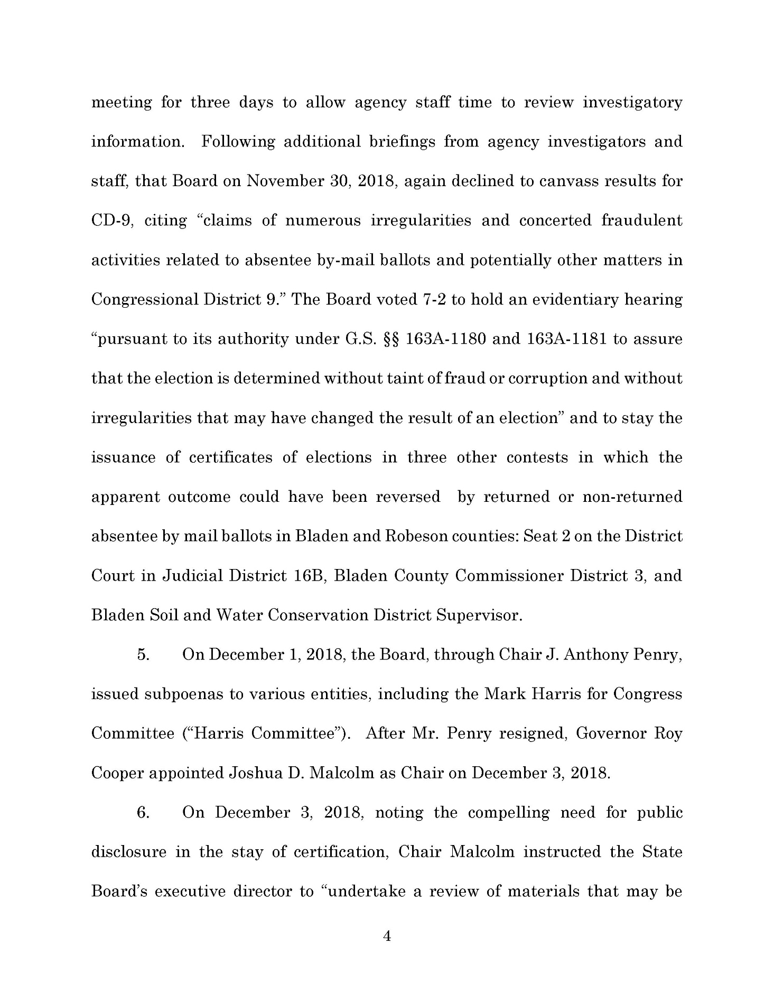 meeting for three days to allow agency staff time to review investigatory
information.  Following additional briefings from agency investigators and
staff, that Board on November 30, 2018, again declined to canvass results for
CD-9, citing “claims of numerous irregularities and concerted fraudulent
activities related to absentee by-mail ballots and potentially other matters in
Congressional District 9.” The Board voted 7-2 to hold an evidentiary hearing
“pursuant to its authority under G.S. §§ 163A-1180 and 163A-1181 to assure
that the election is determined without taint of fraud or corruption and without
irregularities that may have changed the result of an election” and to stay the
issuance of certificates of elections in three other contests in which the
apparent outcome could have been reversed  by returned or non-returned
absentee by mail ballots in Bladen and Robeson counties: Seat 2 on the District
Court in Judicial District 16B, Bladen County Commissioner District 3, and
Bladen Soil and Water Conservation District Supervisor.
5. On December 1, 2018, the Board, through Chair J. Anthony Penry,
issued subpoenas to various entities, including the Mark Harris for Congress
Committee (“Harris Committee”).  After Mr. Penry resigned, Governor Roy
Cooper appointed Joshua D. Malcolm as Chair on December 3, 2018.
6. On December 3, 2018, noting the compelling need for public
disclosure in the stay of certification, Chair Malcolm instructed the State
Board’s executive director to “undertake a review of materials that may be
4